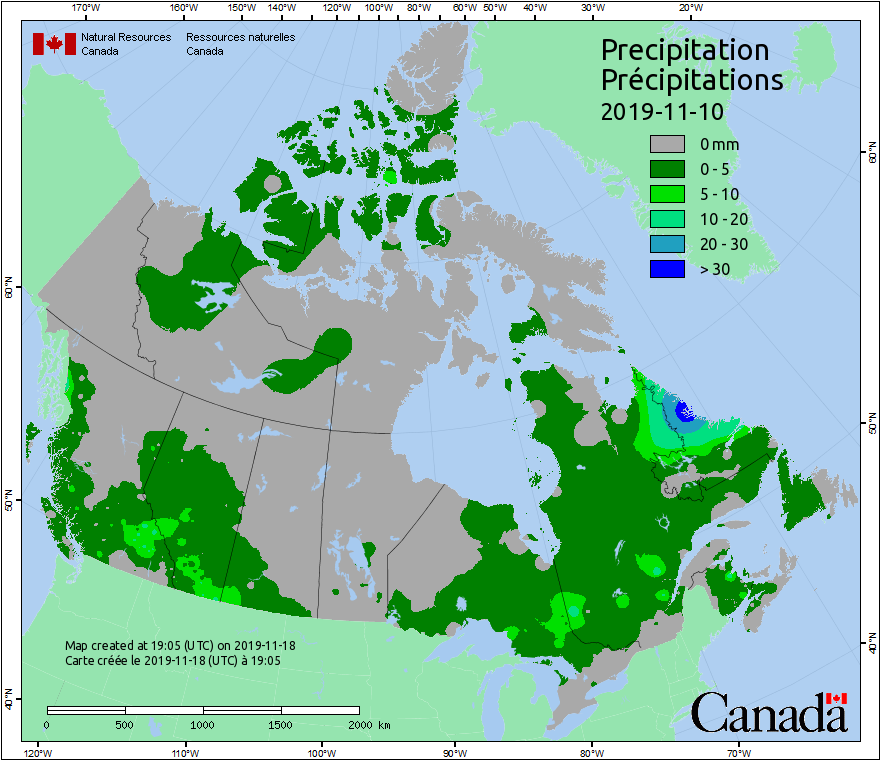 170°W 160°W 150°W 140°W 130°W 120°W 110°W 100°W 90°W 80°W 60°W 50°W 40°W 30°W 20°W
Natural Resources Canada
Ressources naturelles Canada
Precipitation
Précipitations
2019-11-10
0 mm
0 - 5
5 - 10
10 - 20
20 - 30
> 30
60°N
50°N
40°N
60°N
50°N
40°N
Map created at 19:05 (UTC) on 2019-11-18
Carte créée le 2019-11-18 (UTC) à 19:05
0 500 1000 1500 2000 km
Canada
120°W 110°W 100°W 90°W 80°W 70°W